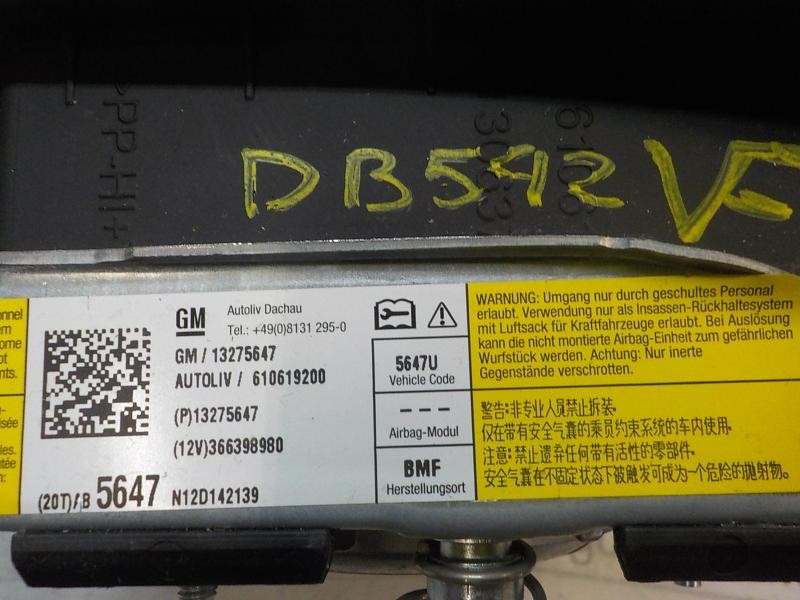 >PP-HI+
DB542 VF
GM
Autoliv Dachau
Tel.: +49(0)8131 295-0
GM / 13275647
AUTOLIV / 610619200
(P)13275647
(12V)366398980
(20T)/B 5647 N12D142139
5647U
Vehicle Code
- - -
Airbag-Modul
BMF
Herstellungsort
WARNUNG: Umgang nur durch geschultes Personal
erlaubt. Verwendung nur als Insassen-Rückhaltesystem
mit Luftsack für Kraftfahrzeuge erlaubt. Bei Auslösung
kann die nicht montierte Airbag-Einheit zum gefährlichen
Wurfstück werden. Achtung: Nur inerte
Gegenstände verschrotten.
警告:非专业人员禁止拆装。
仅在带有安全气囊的乘员约束系统的车内使用。
注意:禁止遗弃任何带有活性的零部件。
安全气囊在不固定状态下被触发可成为一个危险的抛射物。